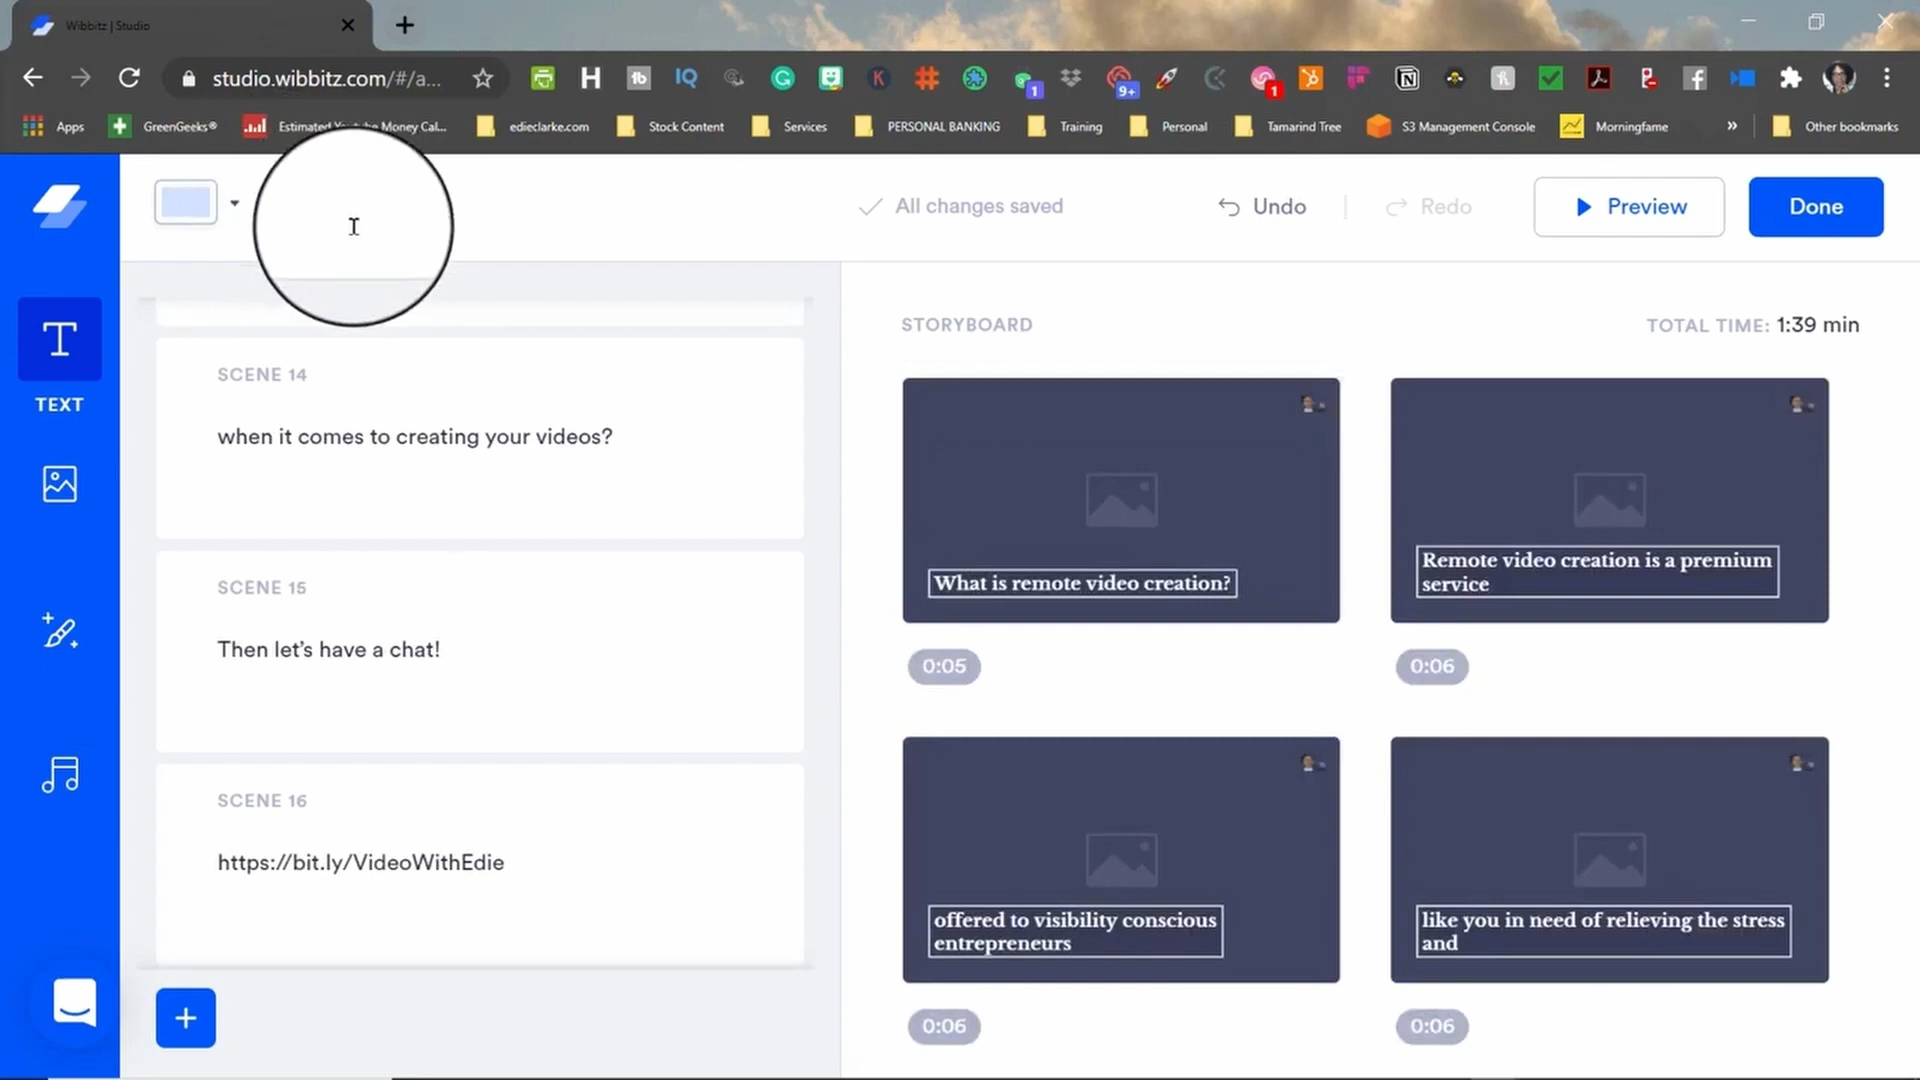 Wibbitz | Studio
studio.wibbitz.com/#/a...
1
9+
1
Apps
GreenGeeks®
Estimated Youtube Money Cal...
edieclarke.com
Stock Content
Services
PERSONAL BANKING
Training
Personal
Tamarind Tree
S3 Management Console
Morningfame
»
Other bookmarks
All changes saved
Undo
Redo
Preview
Done
TEXT
SCENE 14
when it comes to creating your videos?
SCENE 15
Then let's have a chat!
SCENE 16
https://bit.ly/VideoWithEdie
STORYBOARD
TOTAL TIME: 1:39 min
What is remote video creation?
0:05
Remote video creation is a premium
service
0:06
offered to visibility conscious
entrepreneurs
0:06
like you in need of relieving the stress
and
0:06